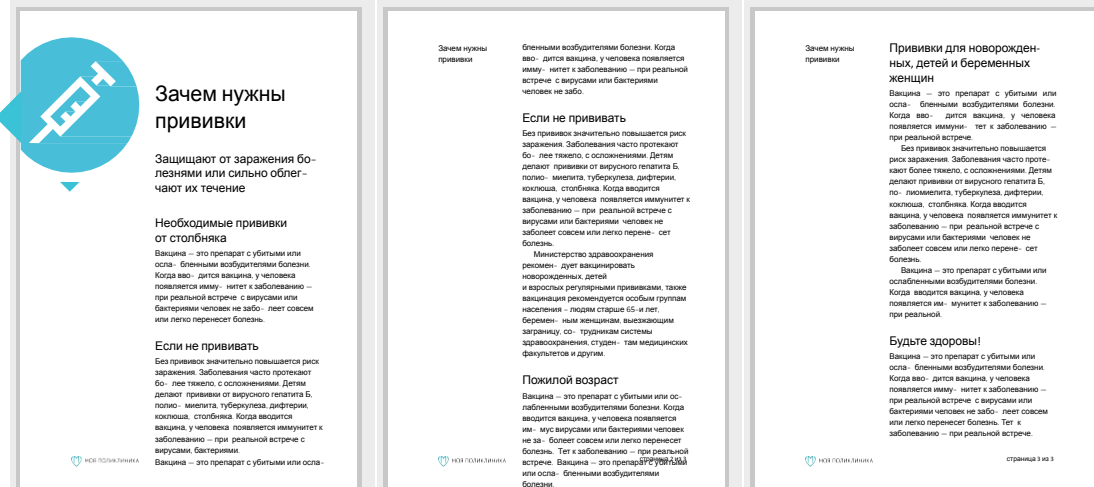 Зачем нужны
прививки
Защищают от заражения бо–
лезнями или сильно облег–
чают их течение
Необходимые прививки
от столбняка
Вакцина – это препарат с убитыми или
осла– бленными возбудителями болезни.
Когда вво– дится вакцина, у человека
появляется имму– нитет к заболеванию –
при реальной встрече с вирусами или
бактериями человек не забо– леет совсем
или легко перенесет болезнь.
Если не прививать
Без прививок значительно повышается риск
заражения. Заболевания часто протекают
бо– лее тяжело, с осложнениями. Детям
делают прививки от вирусного гепатита Б,
полио– миелита, туберкулеза, дифтерии,
коклюша, столбняка. Когда вводится
вакцина, у человека появляется иммунитет к
заболеванию – при реальной встрече с
вирусами, бактериями.
Вакцина – это препарат с убитыми или осла–
МОЯ ПОЛИКЛИНИКА
Зачем нужны
прививки
бленными возбудителями болезни. Когда
вво– дится вакцина, у человека появляется
имму– нитет к заболеванию – при реальной
встрече с вирусами или бактериями
человек не забо.
Если не прививать
Без прививок значительно повышается риск
заражения. Заболевания часто протекают
бо– лее тяжело, с осложнениями. Детям
делают прививки от вирусного гепатита Б,
полио– миелита, туберкулеза, дифтерии,
коклюша, столбняка. Когда вводится
вакцина, у человека появляется иммунитет к
заболеванию – при реальной встрече с
вирусами или бактериями человек не
заболеет совсем или легко перене– сет
болезнь.
Министерство здравоохранения
рекомен– дует вакцинировать
новорожденных, детей
и взрослых регулярными прививками, также
вакцинация рекомендуется особым группам
населения – людям старше 65–и лет,
беремен– ным женщинам, выезжающим
заграницу, со– трудникам системы
здравоохранения, студен– там медицинских
факультетов и другим.
Пожилой возраст
Вакцина – это препарат с убитыми или ос–
лабленными возбудителями болезни. Когда
вводится вакцина, у человека появляется
им– мус вирусами или бактериями человек
не за– болеет совсем или легко перенесет
болезнь. Тет к заболеванию – при реальной
встрече. Вакцина – это препарат с убитыми
или осла– бленными возбудителями
болезни.
МОЯ ПОЛИКЛИНИКА
страница 2 из 3
Зачем нужны
прививки
Прививки для новорожден–
ных, детей и беременных
женщин
Вакцина – это препарат с убитыми или
осла– бленными возбудителями болезни.
Когда вво– дится вакцина, у человека
появляется иммуни– тет к заболеванию –
при реальной встрече.
Без прививок значительно повышается
риск заражения. Заболевания часто проте–
кают более тяжело, с осложнениями. Детям
делают прививки от вирусного гепатита Б,
по– лиомиелита, туберкулеза, дифтерии,
коклюша, столбняка. Когда вводится
вакцина, у человека появляется иммунитет к
заболеванию – при реальной встрече с
вирусами или бактериями человек не
заболеет совсем или легко перене– сет
болезнь.
Вакцина – это препарат с убитыми или
ослабленными возбудителями болезни.
Когда вводится вакцина, у человека
появляется им– мунитет к заболеванию –
при реальной.
Будьте здоровы!
Вакцина – это препарат с убитыми или
осла– бленными возбудителями болезни.
Когда вво– дится вакцина, у человека
появляется имму– нитет к заболеванию –
при реальной встрече с вирусами или
бактериями человек не забо– леет совсем
или легко перенесет болезнь. Тет к
заболеванию – при реальной встрече.
МОЯ ПОЛИКЛИНИКА
страница 3 из 3